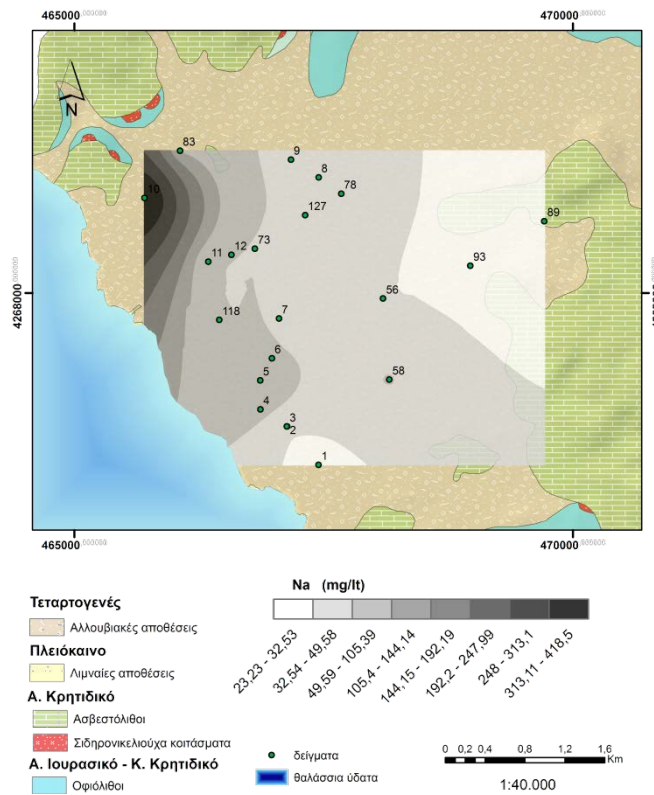 465000,000000 470000,000000
N
83
9
8
78
10
127
89
73
12
11
93
4268000
56
118
7
6
5
58
4
3
2
1
465000,000000 470000,000000
Na (mg/lt)
23,23 - 32,53
32,54 - 49,58
49,59 - 105,39
105,4 - 144,14
144,15 - 192,19
192,2 - 247,99
248 - 313,1
313,11 - 418,5
Τεταρτογενές
Αλλουβιακές αποθέσεις
Πλειόκαινο
Λιμναίες αποθέσεις
Α. Κρητιδικό
Ασβεστόλιθοι
Σιδηρονικελιούχα κοιτάσματα
Α. Ιουρασικό - Κ. Κρητιδικό
Οφιόλιθοι
δείγματα
θαλάσσια ύδατα
0 0,2 0,4 0,8 1,2 1,6
Km
1:40.000